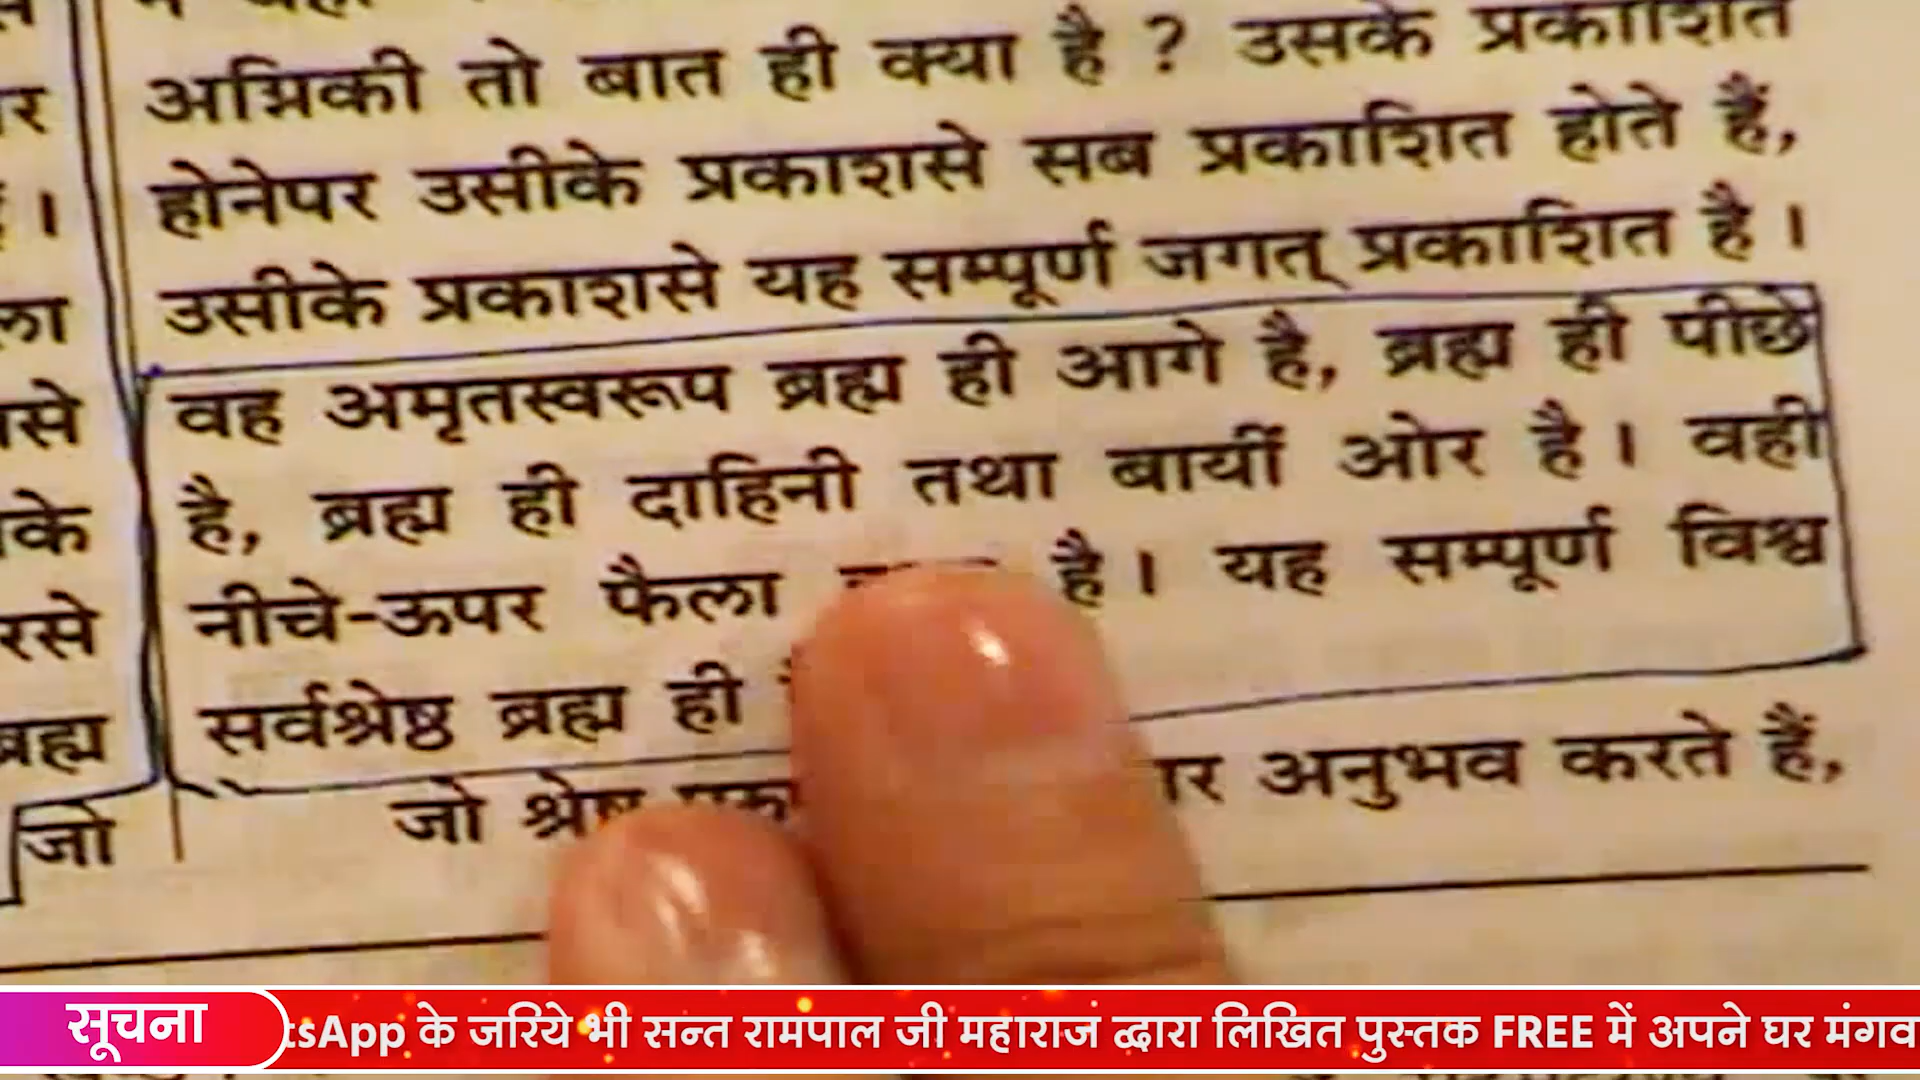 अग्निकी तो बात ही क्या है ? उसके प्रकाशित
होनेपर उसीके प्रकाशसे सब प्रकाशित होते हैं,
उसीके प्रकाशसे यह सम्पूर्ण जगत् प्रकाशित है ।
वह अमृतस्वरूप ब्रह्म ही आगे है, ब्रह्म ही पीछे
है, ब्रह्म ही दाहिनी तथा बायीं ओर है । वही
नीचे-ऊपर फैला है । यह सम्पूर्ण विश्व
सर्वश्रेष्ठ ब्रह्म ही
जो अनुभव करते हैं,
ब्रह्म
जो
सूचना
के जरिये भी सन्त रामपाल जी महाराज द्वारा लिखित पुस्तक FREE में अपने घर